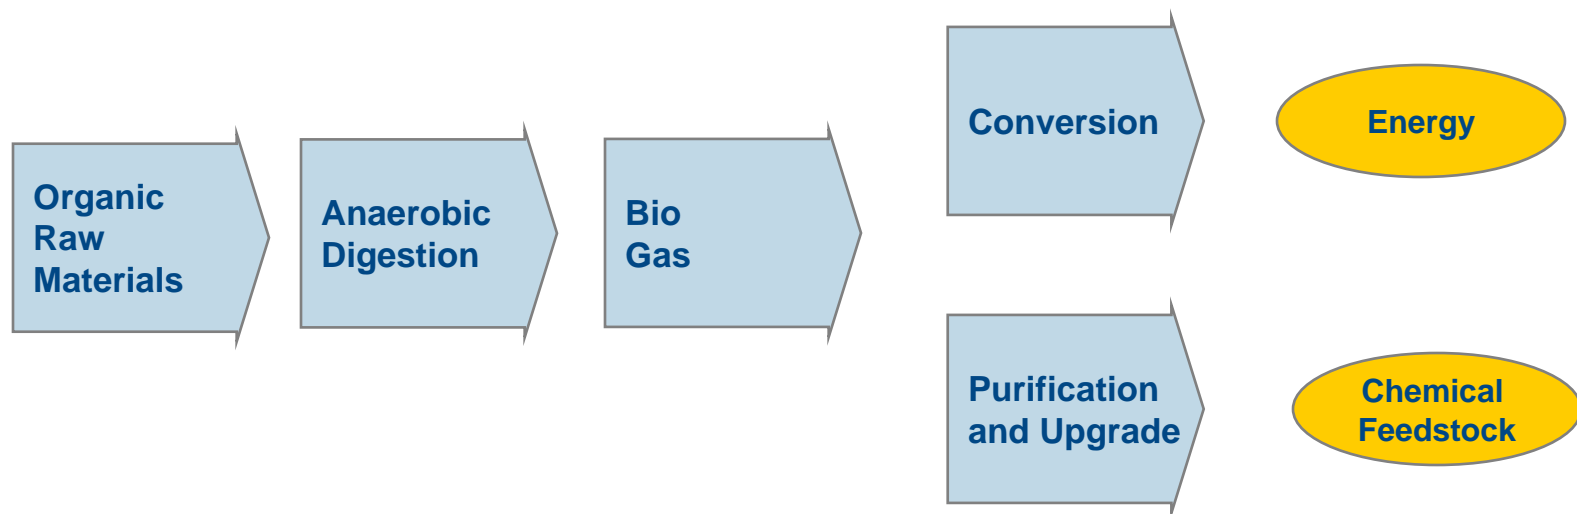 Organic
Raw
Materials
Anaerobic
Digestion
Bio
Gas
Conversion
Energy
Purification
and Upgrade
Chemical
Feedstock